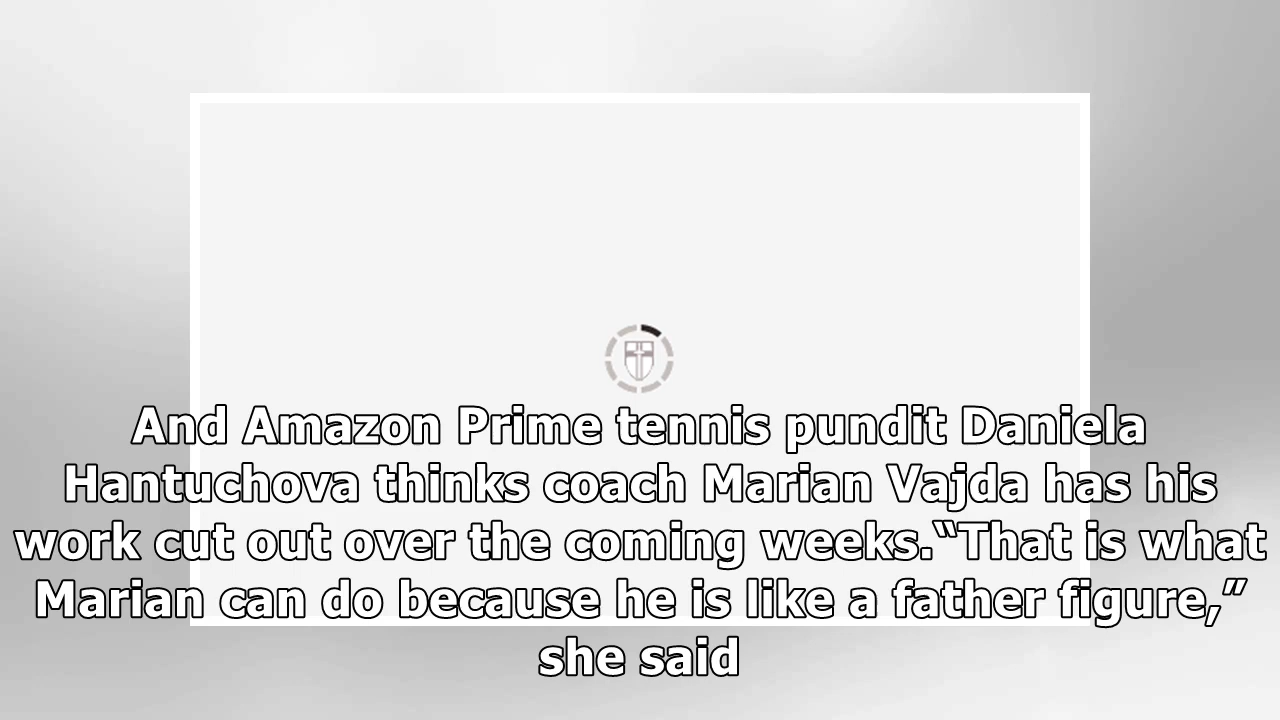 And Amazon Prime tennis pundit Daniela
Hantuchova thinks coach Marian Vajda has his
work cut out over the coming weeks.“That is what
Marian can do because he is like a father figure,”
she said